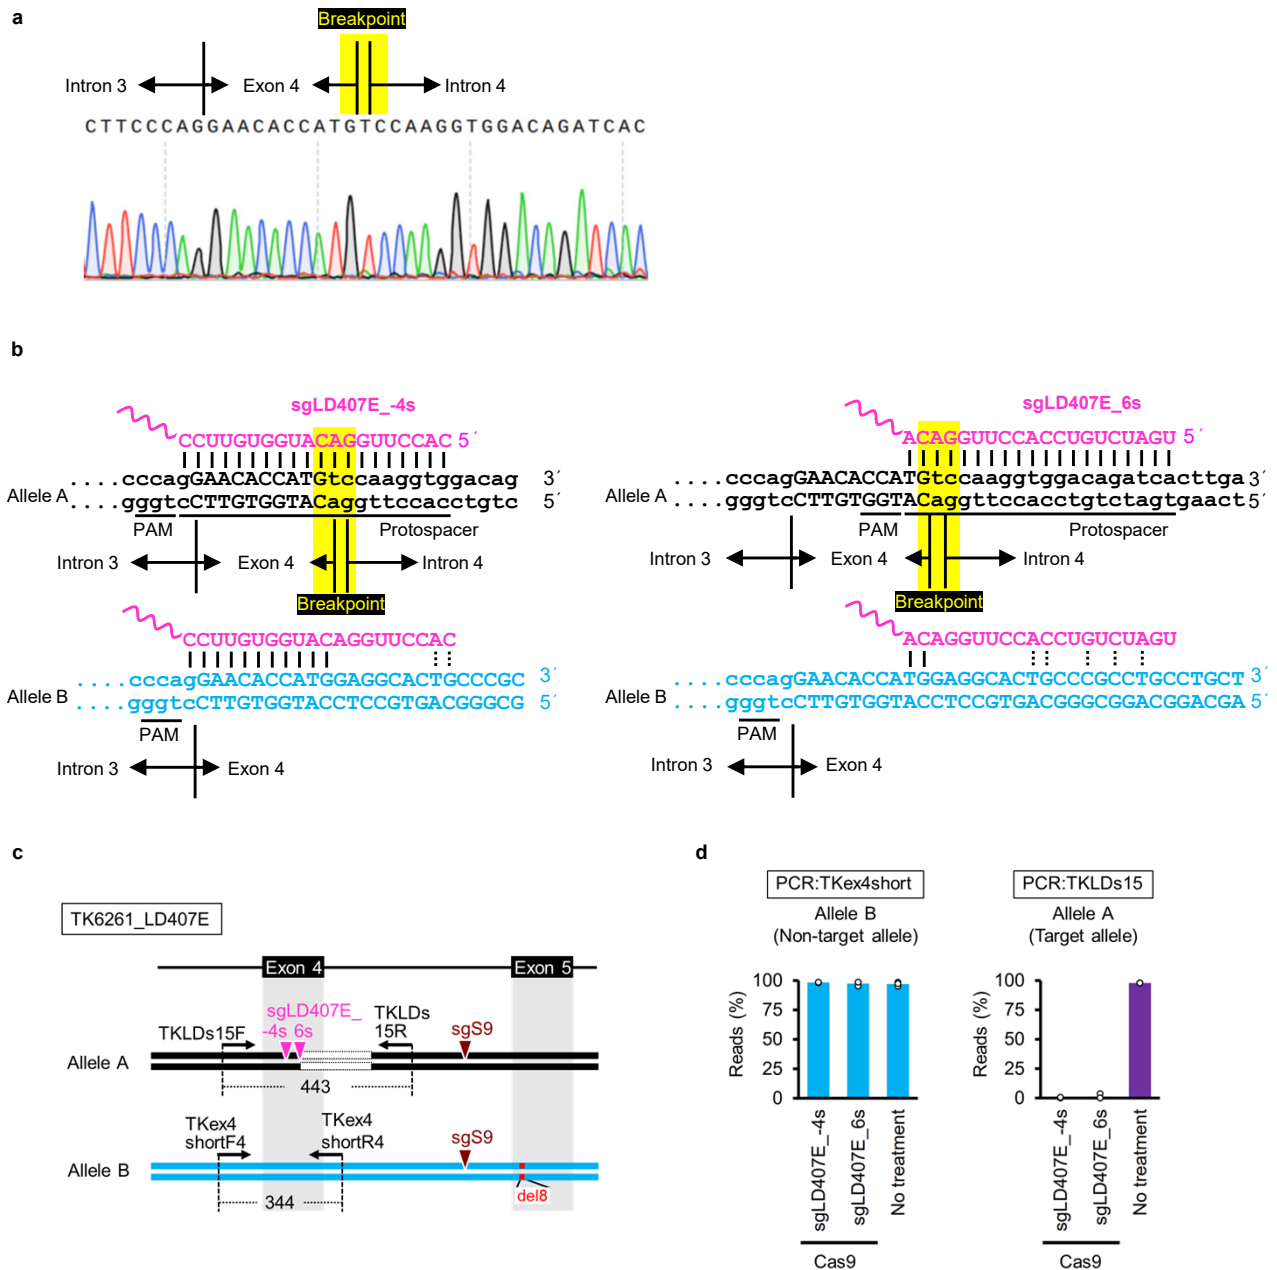 a
Breakpoint
Intron 3
Exon 4
Intron 4
CTTCCCAGGAACACCATGTCCAAGGTGGACAGATCAC
b
sgLD407E_-4s
CCUUGUGGUACAGGUUCCAC 5´
....cccagGAACACCATGtccaaggtggacag 3´
Allele A
gggtcCTTGTGGTACaggttccacctgtc 5´
PAM
Protospacer
Intron 3
Exon 4
Intron 4
Breakpoint
CCUUGUGGUACAGGUUCCAC
....cccagGAACACCATGGAGGCACTGCCCGC 3´
Allele B
gggtcCTTGTGGTACCTCCGTGACGGGCG 5´
PAM
Intron 3
Exon 4
sgLD407E_6s
ACAGGUUCCACCUGUCUAGU 5´
....cccagGAACACCATGtccaaggtggacagatcacttga 3´
Allele A
....gggtcCTTGTGGTACaggttccacctgtctagtgaact 5´
PAM
Protospacer
Intron 3
Exon 4
Intron 4
Breakpoint
ACAGGUUCCACCUGUCUAGU
....cccagGAACACCATGGAGGCACTGCCCGCCTGCCTGCT 3´
Allele B
....gggtcCTTGTGGTACCTCCGTGACGGGCGGACGGACGA 5´
PAM
Intron 3
Exon 4
c
TK6261_LD407E
Exon 4
Exon 5
sgLD407E_
-4s 6s
TKLDs15F
TKLDs
15R
sgS9
Allele A
443
TKex4
shortF4
TKex4
shortR4
sgS9
Allele B
del8
344
d
PCR:TKex4short
Allele B
(Non-target allele)
Reads (%)
100
75
50
25
0
sgLD407E_-4s
sgLD407E_6s
No treatment
Cas9
PCR:TKLDs15
Allele A
(Target allele)
Reads (%)
100
75
50
25
0
sgLD407E_-4s
sgLD407E_6s
No treatment
Cas9